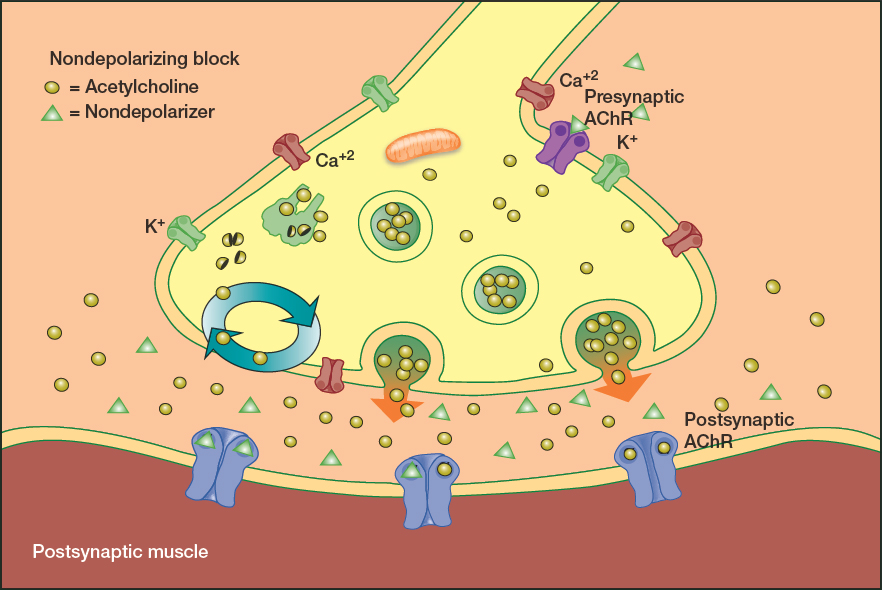 Nondepolarizing block
= Acetylcholine
= Nondepolarizer
Ca+2
Presynaptic
AChR
K+
Ca+2
K+
Postsynaptic
AChR
Postsynaptic muscle